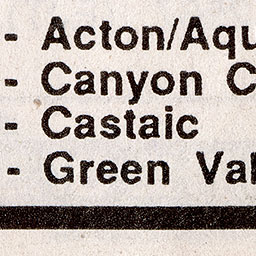 - Acton/Aqu
- Canyon C
- Castaic
- Green Val